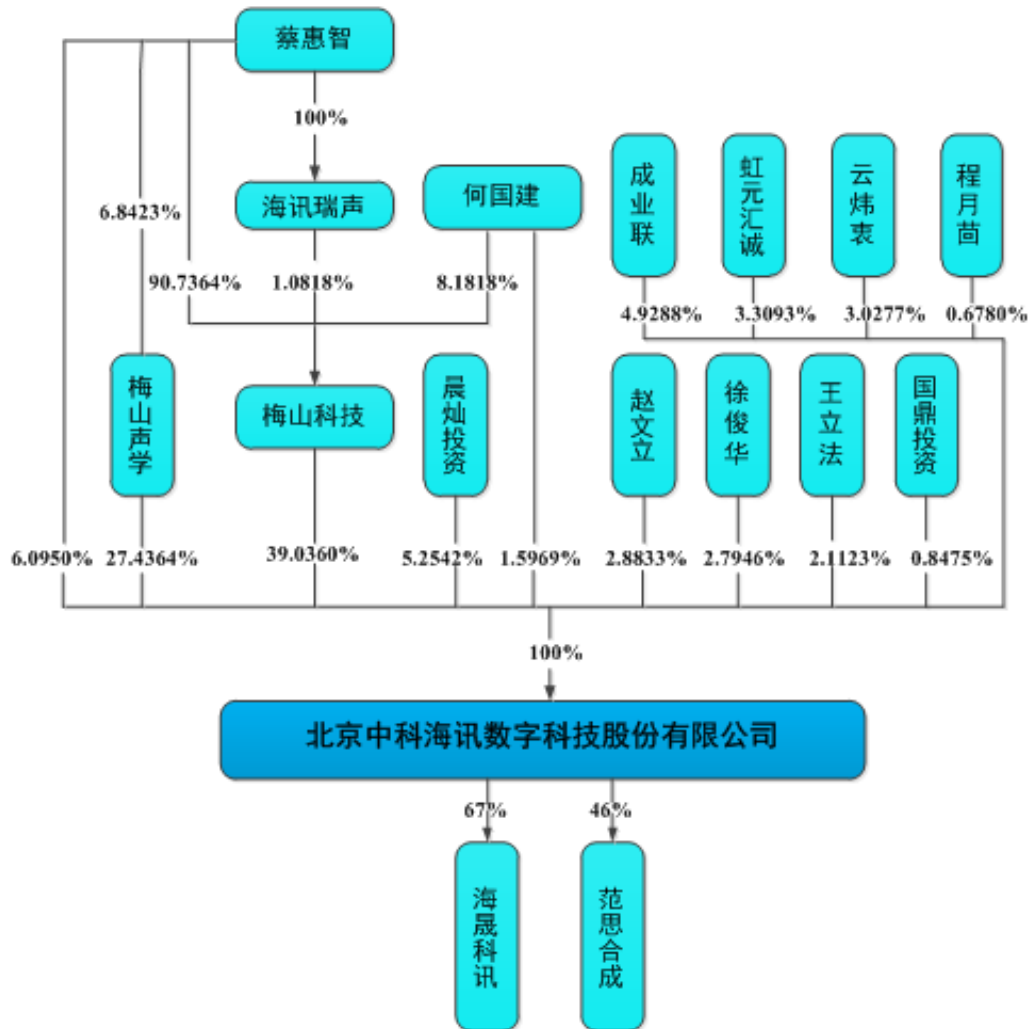 蔡惠智
100%
海讯瑞声
何国建
成业联
虹元汇诚
云炜衷
程月茴
6.8423%
90.7364%
1.0818%
8.1818%
4.9288%
3.3093%
3.0277%
0.6780%
梅山声学
梅山科技
晨灿投资
赵文立
徐俊华
王立法
国鼎投资
6.0950%
27.4364%
39.0360%
5.2542%
1.5969%
2.8833%
2.7946%
2.1123%
0.8475%
100%
北京中科海讯数字科技股份有限公司
67%
46%
海晟科讯
范思合成